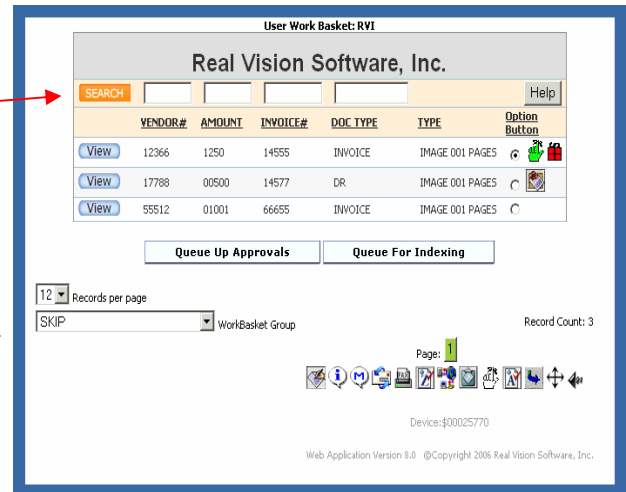 User Work Basket: RVI
Real Vision Software, Inc.
SEARCH Help
VENDOR# AMOUNT INVOICE# DOC TYPE TYPE Option Button
View 12366 1250 14555 INVOICE IMAGE 001 PAGES
View 17788 00500 14577 DR IMAGE 001 PAGES
View 55512 01001 66655 INVOICE IMAGE 001 PAGES
Queue Up Approvals Queue For Indexing
12 Records per page
SKIP WorkBasket Group Record Count: 3
Page: 1
Device:$00025770
Web Application Version 8.0 ©Copyright 2006 Real Vision Software, Inc.